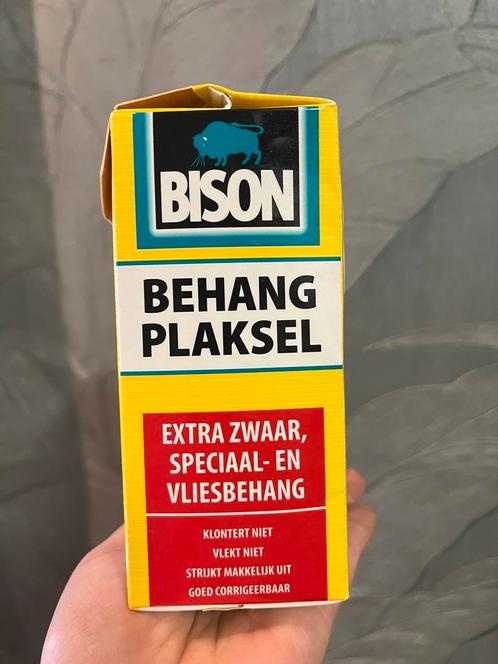 BISON
BEHANG
PLAKSEL
EXTRA ZWAAR,
SPECIAAL- EN
VLIESBEHANG
KLONTERT NIET
VLEKT NIET
STRIJKT MAKKELIJK UIT
GOED CORRIGEERBAAR